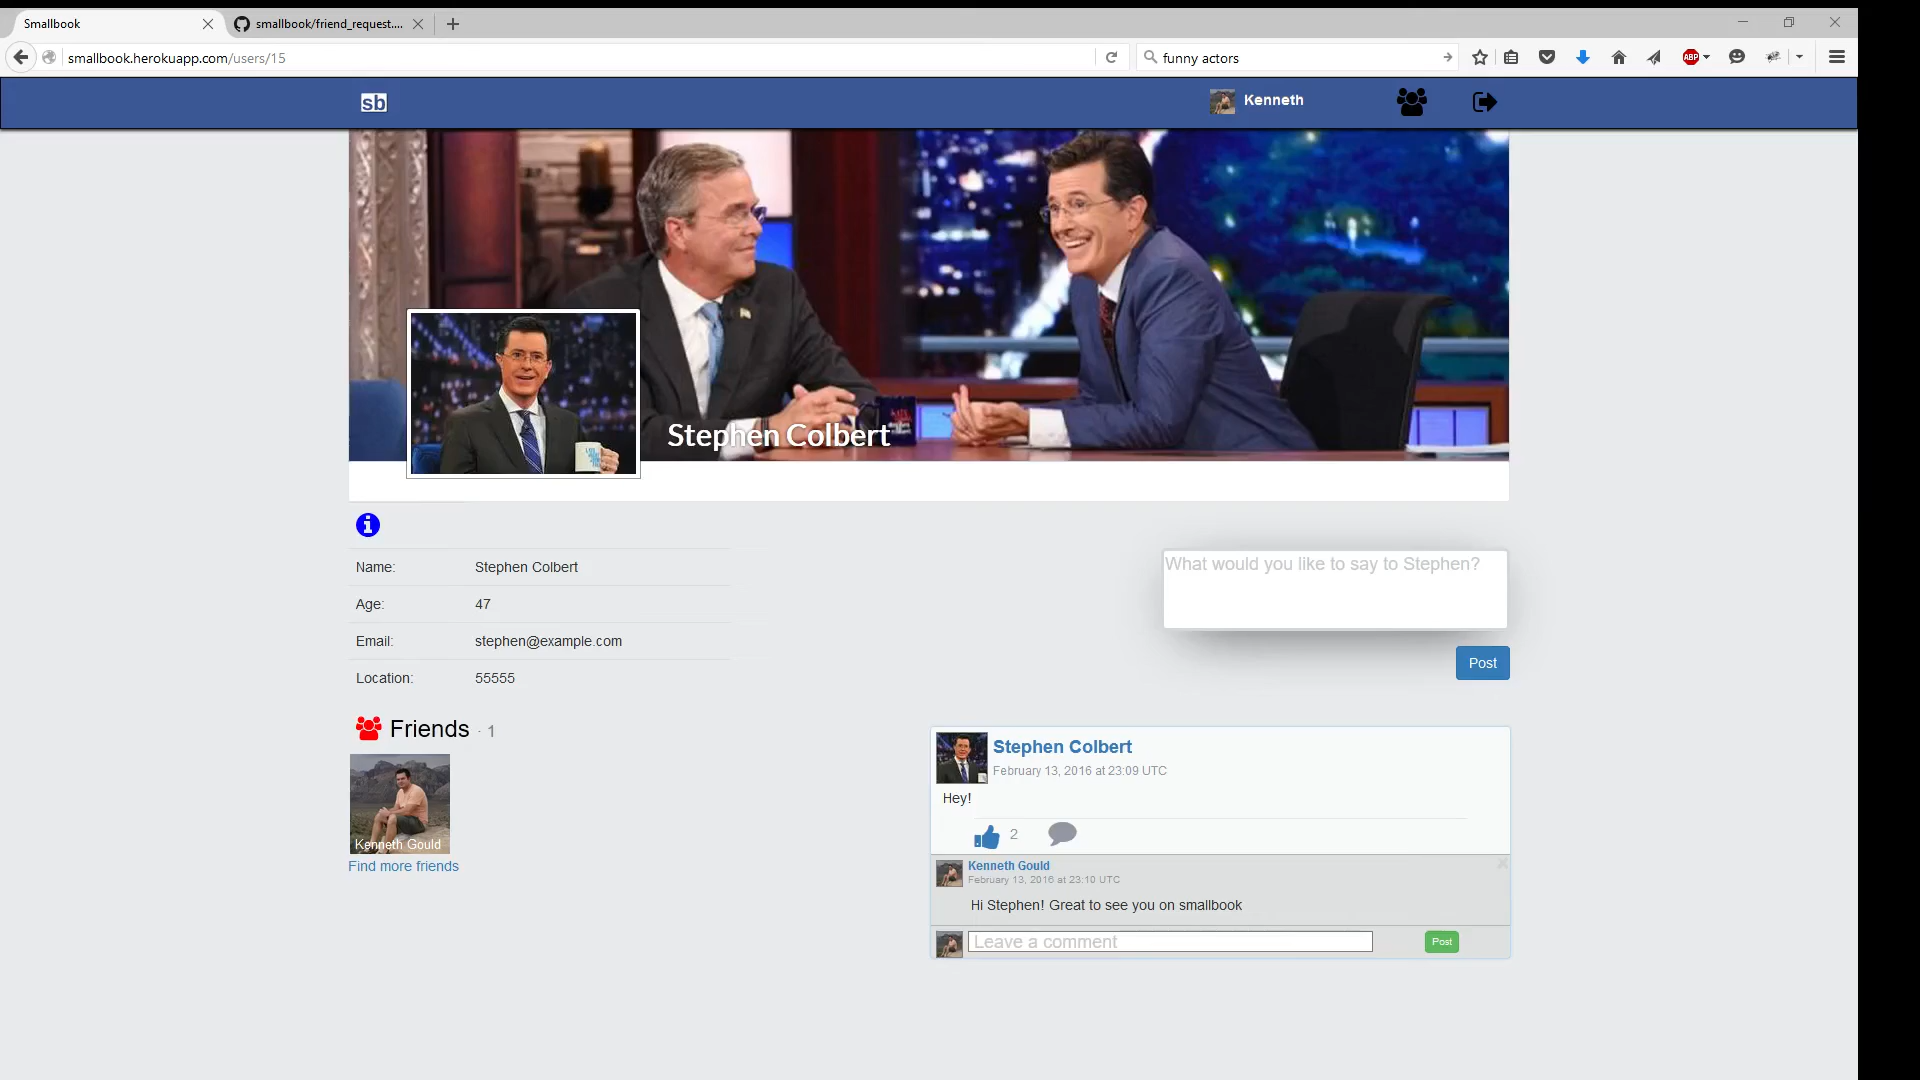 Smallbook
smallbook/friend_request....
smallbook.herokuapp.com/users/15
funny actors
ABP
sb
Kenneth
Stephen Colbert
Name: Stephen Colbert
Age: 47
Email: stephen@example.com
Location: 55555
What would you like to say to Stephen?
Post
Friends · 1
Kenneth Gould
Find more friends
Stephen Colbert
February 13, 2016 at 23:09 UTC
Hey!
2
Kenneth Gould
February 13, 2016 at 23:10 UTC
Hi Stephen! Great to see you on smallbook
Leave a comment
Post